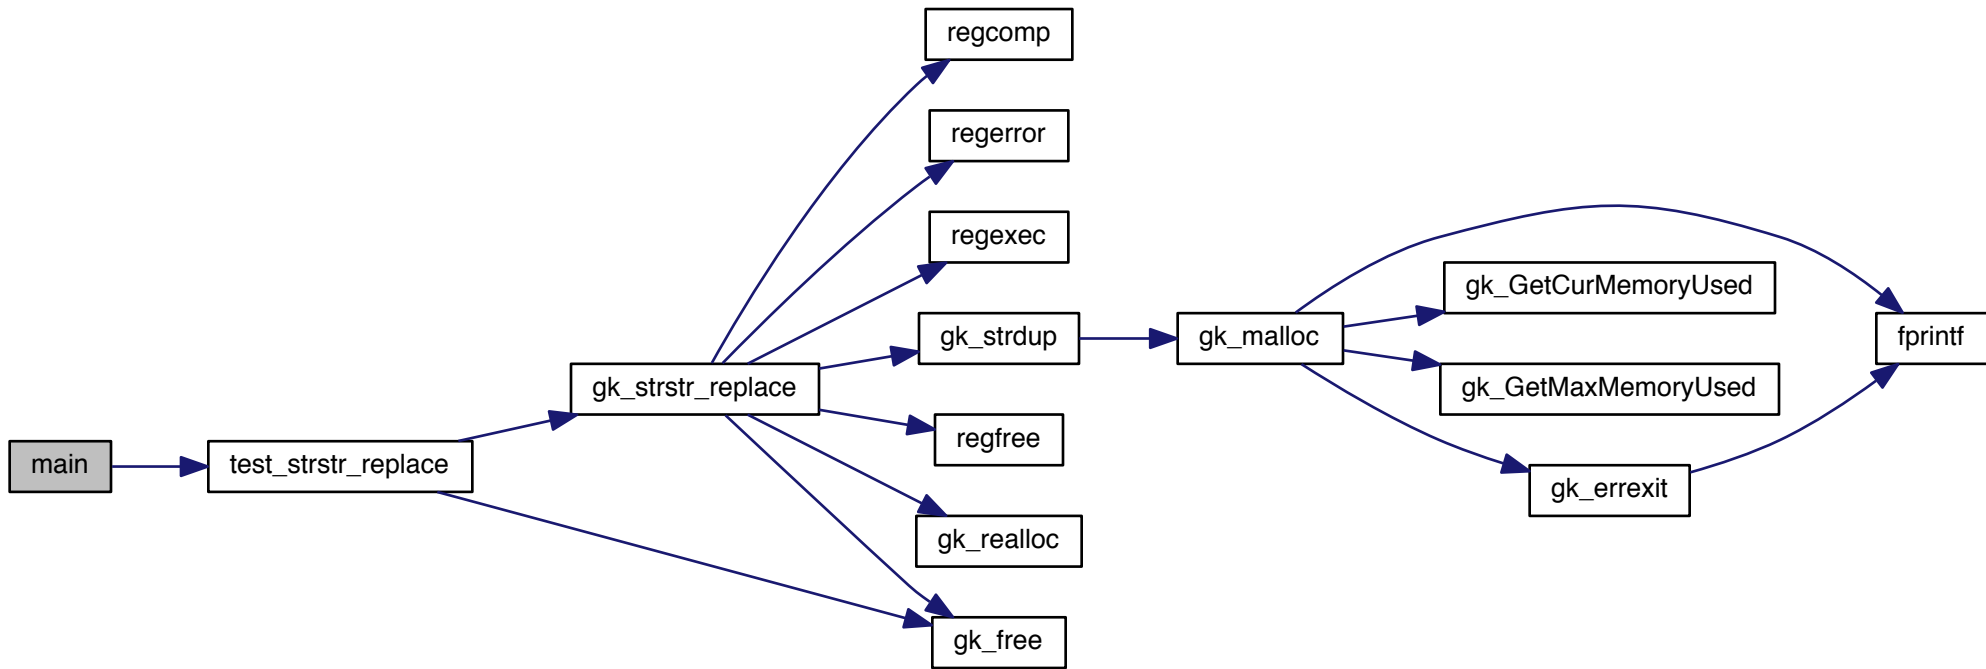 main
test_strstr_replace
gk_strstr_replace
regcomp
regerror
regexec
gk_strdup
regfree
gk_realloc
gk_free
gk_malloc
gk_GetCurMemoryUsed
gk_GetMaxMemoryUsed
gk_errexit
fprintf